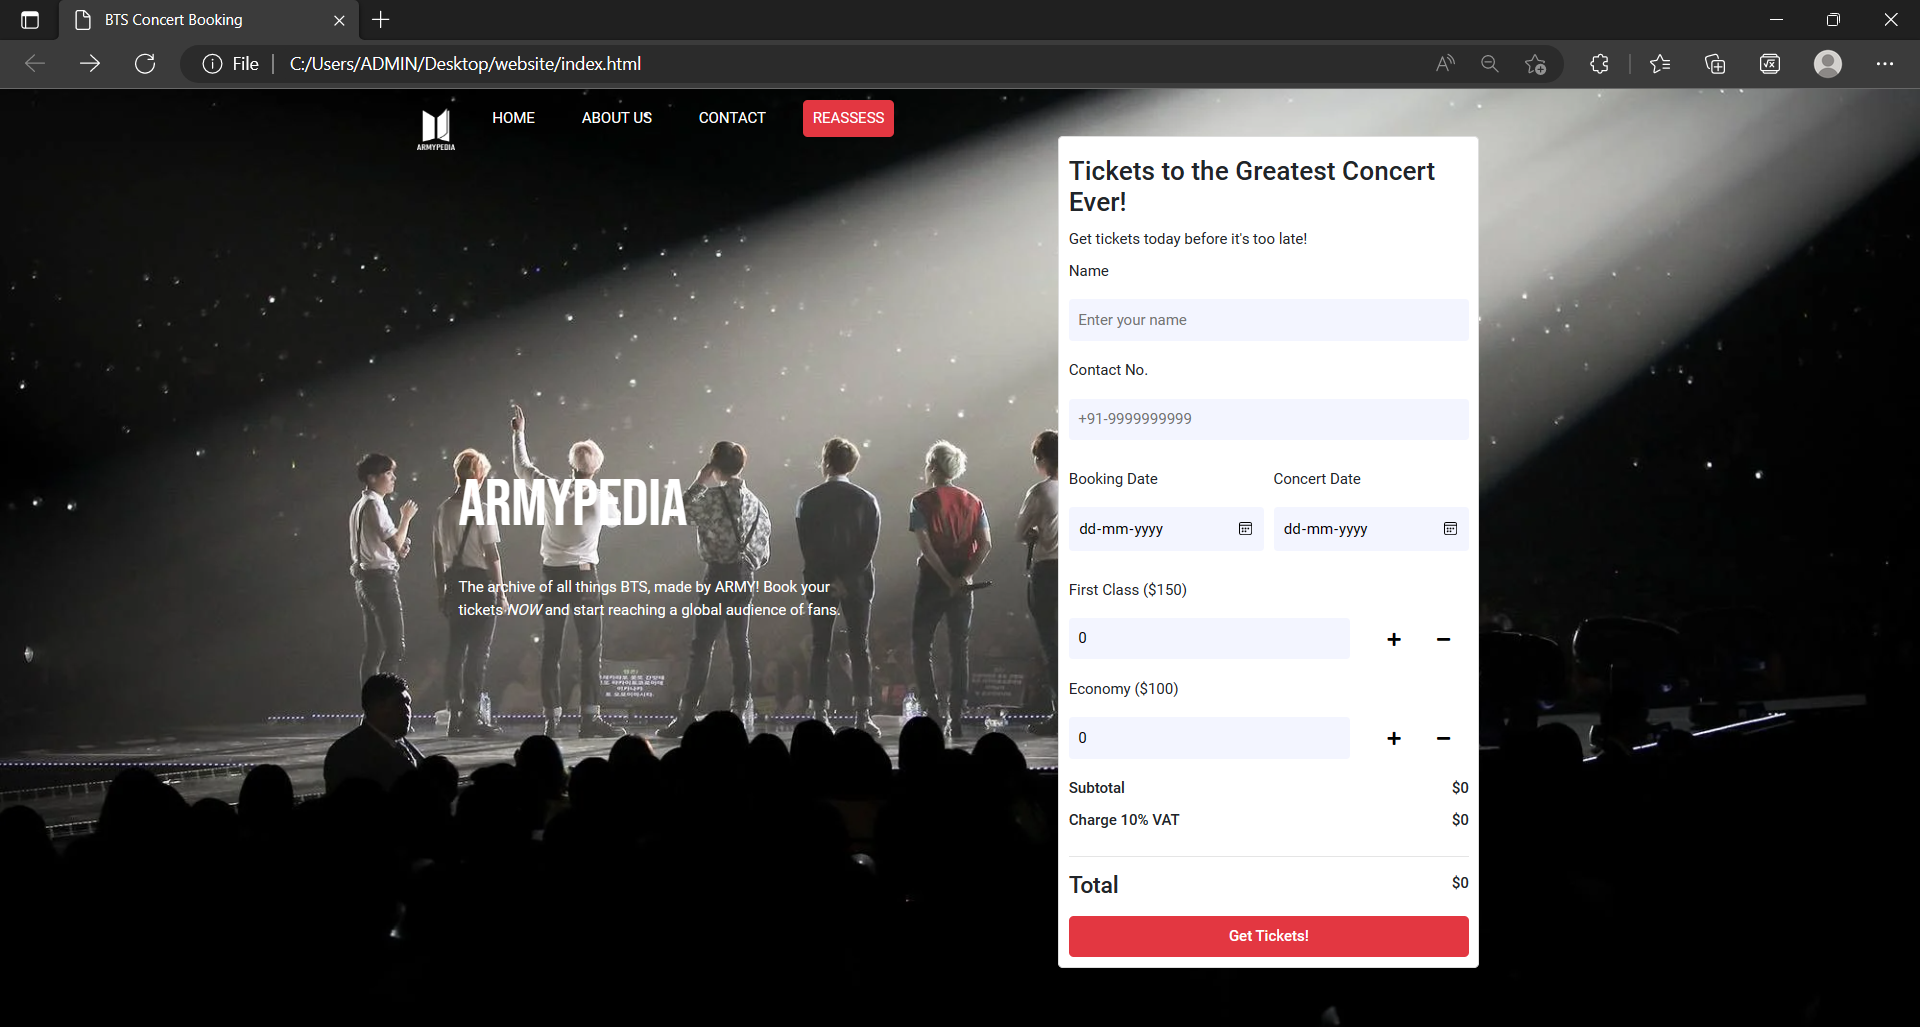 BTS Concert Booking
File
C:/Users/ADMIN/Desktop/website/index.html
HOME
ABOUT US
CONTACT
REASSESS
ARMYPEDIA
ARMYPEDIA
The archive of all things BTS, made by ARMY! Book your
tickets NOW and start reaching a global audience of fans.
Tickets to the Greatest Concert
Ever!
Get tickets today before it's too late!
Name
Enter your name
Contact No.
+91-9999999999
Booking Date
Concert Date
dd-mm-yyyy
dd-mm-yyyy
First Class ($150)
0
+
−
Economy ($100)
0
+
−
Subtotal
$0
Charge 10% VAT
$0
Total
$0
Get Tickets!